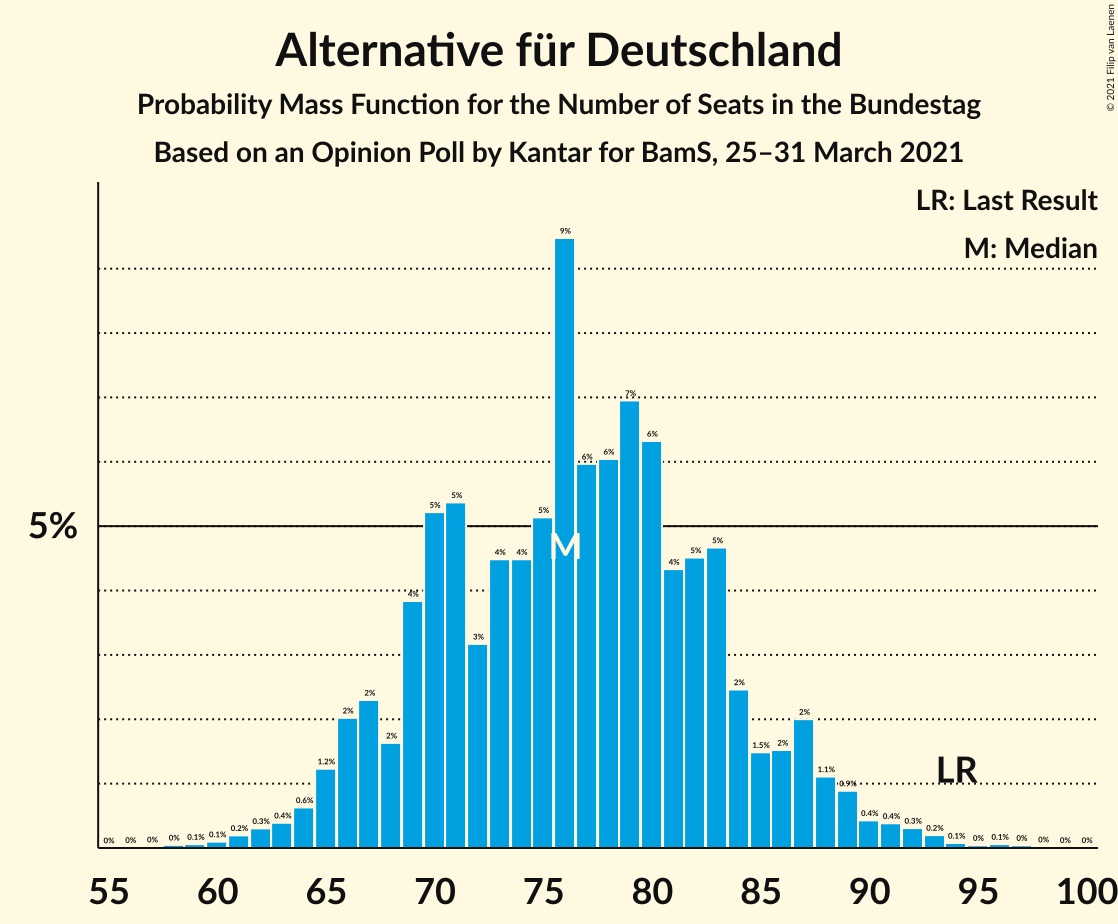 Alternative für Deutschland
Probability Mass Function for the Number of Seats in the Bundestag
Based on an Opinion Poll by Kantar for BamS, 25–31 March 2021
© 2021 Filip van Laenen
LR: Last Result
M: Median
5%
0% 0% 0% 0% 0.1% 0.1% 0.2% 0.3% 0.4% 0.6% 1.2% 2% 2% 2% 4% 5% 5% 3% 4% 4% 5% 9% 6% 6% 7% 6% 4% 5% 5% 2% 1.5% 2% 2% 1.1% 0.9% 0.4% 0.4% 0.3% 0.2% 0.1% 0% 0.1% 0% 0% 0% 0%
M
LR
55 60 65 70 75 80 85 90 95 100